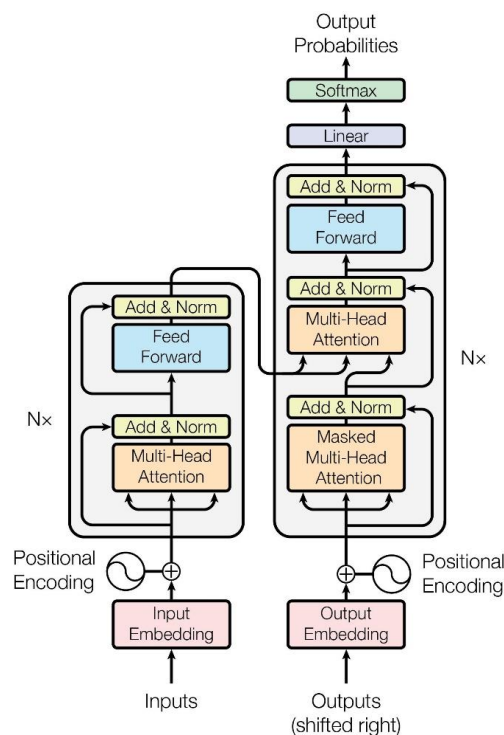 Output
Probabilities
Softmax
Linear
Add & Norm
Feed
Forward
Add & Norm
Multi-Head
Attention
Add & Norm
Masked
Multi-Head
Attention
N×
Add & Norm
Feed
Forward
Add & Norm
Multi-Head
Attention
N×
Positional
Encoding
Positional
Encoding
Input
Embedding
Output
Embedding
Inputs
Outputs
(shifted right)